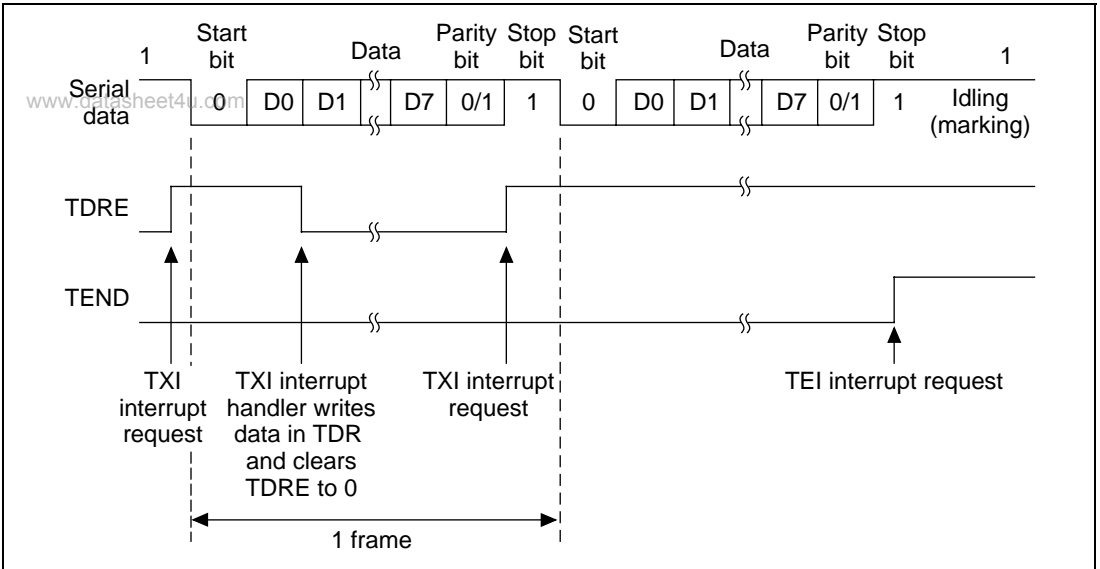 1 Start bit Data Parity bit Stop bit Start bit Data Parity bit Stop bit 1
Serial data 0 D0 D1 D7 0/1 1 0 D0 D1 D7 0/1 1 Idling (marking)
www.datasheet4u.com
TDRE
TEND
TXI
interrupt
request
TXI interrupt
handler writes
data in TDR
and clears
TDRE to 0
TXI interrupt
request
TEI interrupt request
1 frame